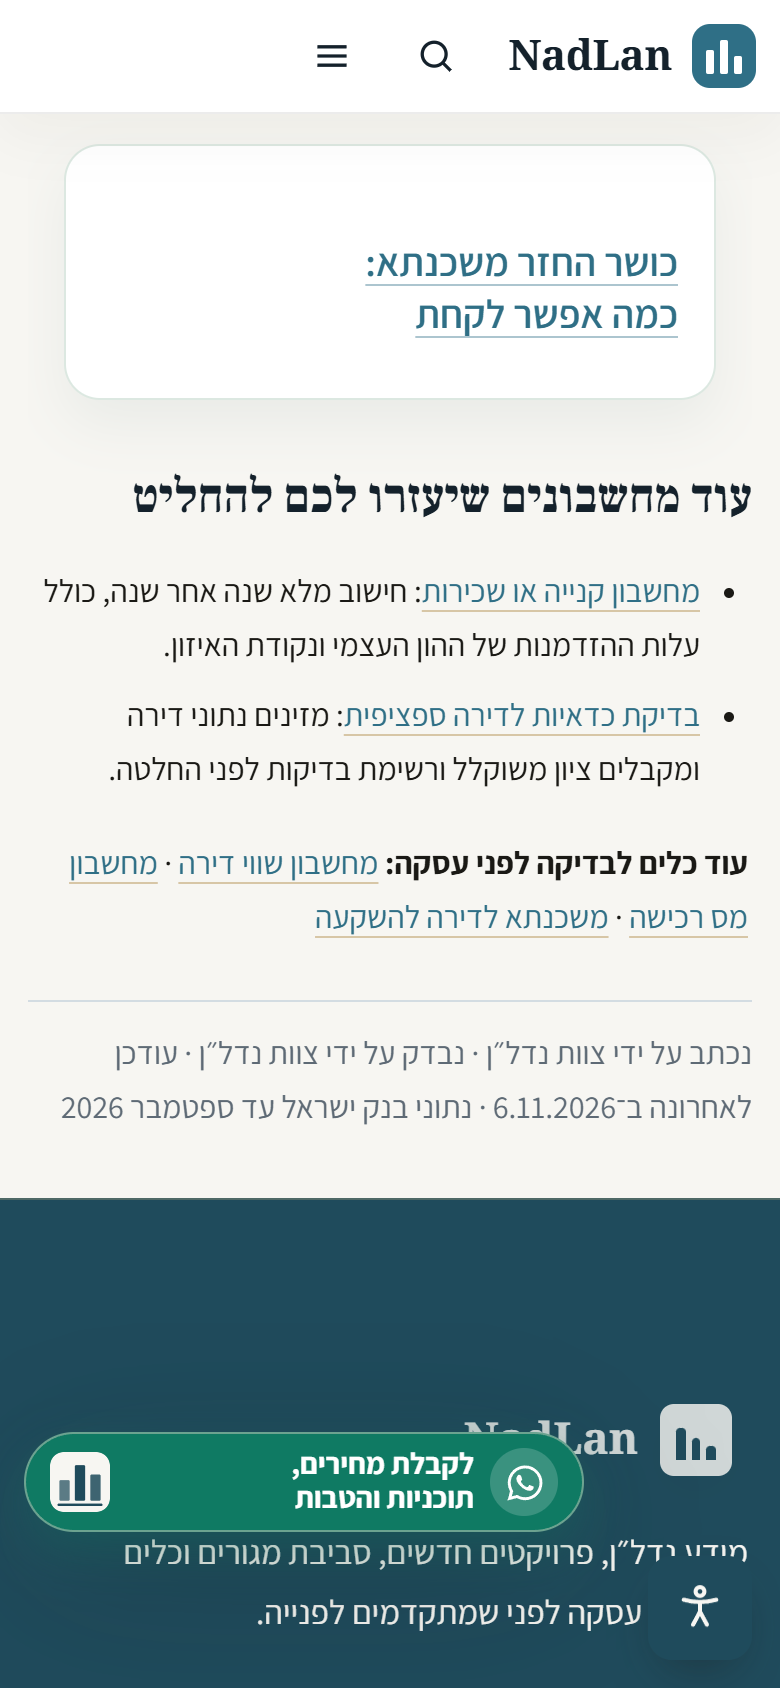 NadLan
כושר החזר משכנתא:
כמה אפשר לקחת
עוד מחשבונים שיעזרו לכם להחליט
• מחשבון קנייה או שכירות: חישוב מלא שנה אחר שנה, כולל
עלות ההזדמנות של ההון העצמי ונקודת האיזון.
• בדיקת כדאיות לדירה ספציפית: מזינים נתוני דירה
ומקבלים ציון משוקלל ורשימת בדיקות לפני החלטה.
עוד כלים לבדיקה לפני עסקה: מחשבון שווי דירה · מחשבון
מס רכישה · משכנתא לדירה להשקעה
נכתב על ידי צוות נדל״ן · נבדק על ידי צוות נדל״ן · עודכן
לאחרונה ב־6.11.2026 · נתוני בנק ישראל עד ספטמבר 2026
NadLan
לקבלת מחירים,
תוכניות והטבות
מידע נדל״ן, פרויקטים חדשים, סביבת מגורים וכלים
עסקה לפני שמתקדמים לפנייה.